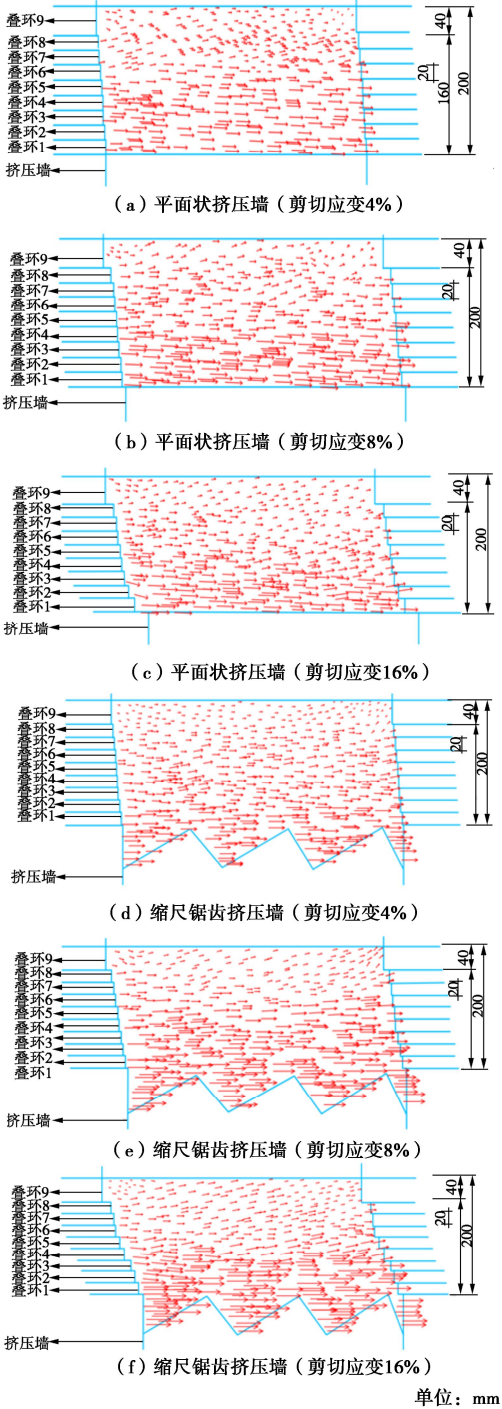 叠环9
叠环8
叠环7
叠环6
叠环5
叠环4
叠环3
叠环2
叠环1
挤压墙
40
20
160
200
(a)平面状挤压墙(剪切应变4%)
叠环9
叠环8
叠环7
叠环6
叠环5
叠环4
叠环3
叠环2
叠环1
挤压墙
40
20
200
(b)平面状挤压墙(剪切应变8%)
叠环9
叠环8
叠环7
叠环6
叠环5
叠环4
叠环3
叠环2
叠环1
挤压墙
40
20
200
(c)平面状挤压墙(剪切应变16%)
叠环9
叠环8
叠环7
叠环6
叠环5
叠环4
叠环3
叠环2
叠环1
挤压墙
40
20
200
(d)缩尺锯齿挤压墙(剪切应变4%)
叠环9
叠环8
叠环7
叠环6
叠环5
叠环4
叠环3
叠环2
叠环1
挤压墙
40
20
200
(e)缩尺锯齿挤压墙(剪切应变8%)
叠环9
叠环8
叠环7
叠环6
叠环5
叠环4
叠环3
叠环2
叠环1
挤压墙
40
20
200
(f)缩尺锯齿挤压墙(剪切应变16%)
单位：mm